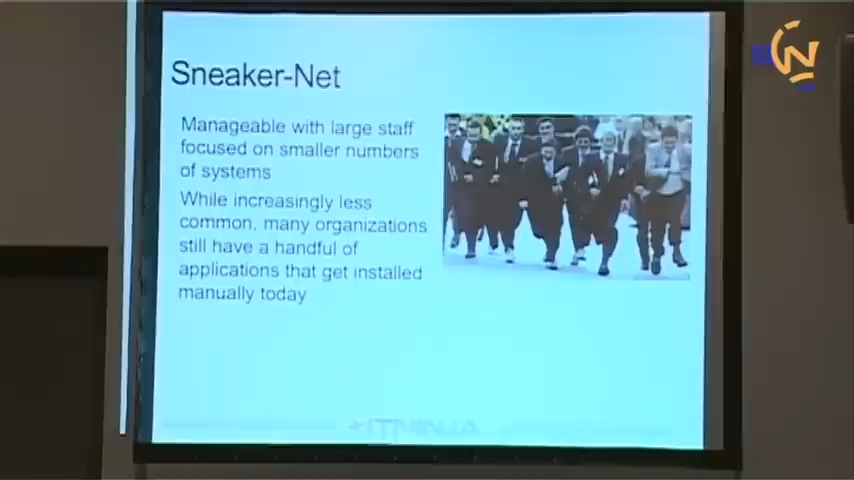 Sneaker-Net
Manageable with large staff
focused on smaller numbers
of systems
While increasingly less
common, many organizations
still have a handful of
applications that get installed
manually today
ITNINJA